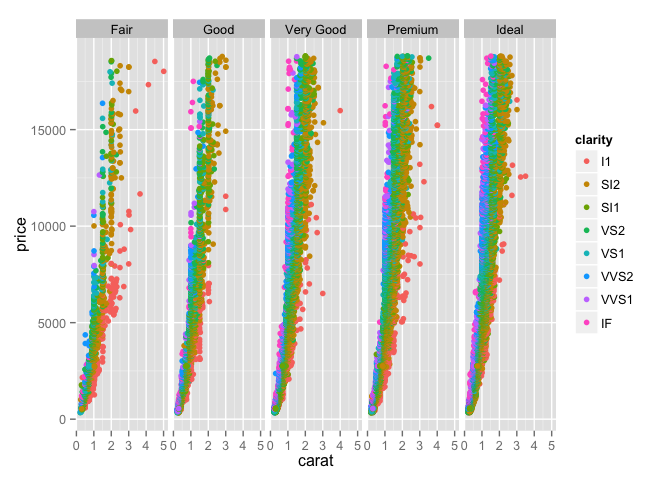 Fair Good Very Good Premium Ideal
price
15000
10000
5000
0
0 1 2 3 4 5 0 1 2 3 4 5 0 1 2 3 4 5 0 1 2 3 4 5 0 1 2 3 4 5
carat
clarity
I1
SI2
SI1
VS2
VS1
VVS2
VVS1
IF